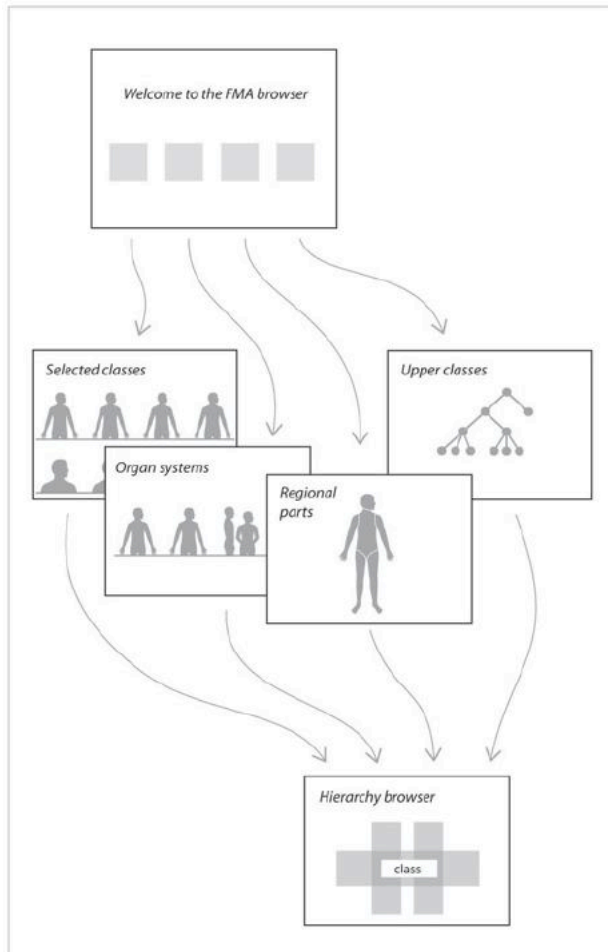 Welcome to the FMA browser
Selected classes
Upper classes
Organ systems
Regional
parts
Hierarchy browser
class